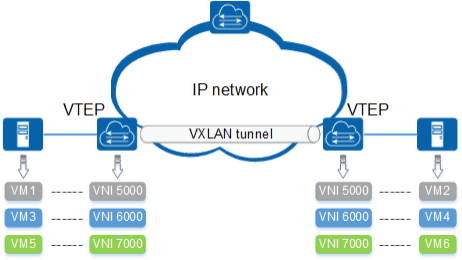 IP network
VTEP VTEP
VXLAN tunnel
VM1 VNI 5000 VNI 5000 VM2
VM3 VNI 6000 VNI 6000 VM4
VM5 VNI 7000 VNI 7000 VM6